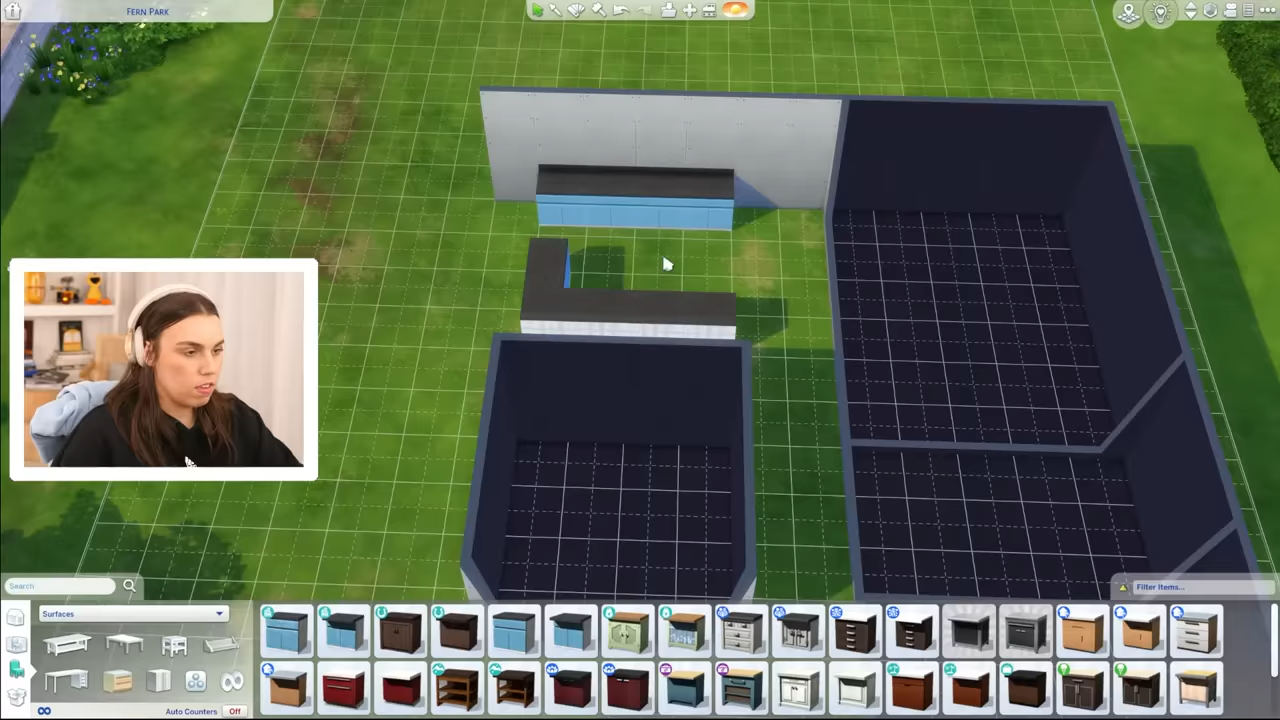 FERN PARK
Search
Filter Items...
Surfaces
Auto Counters Off